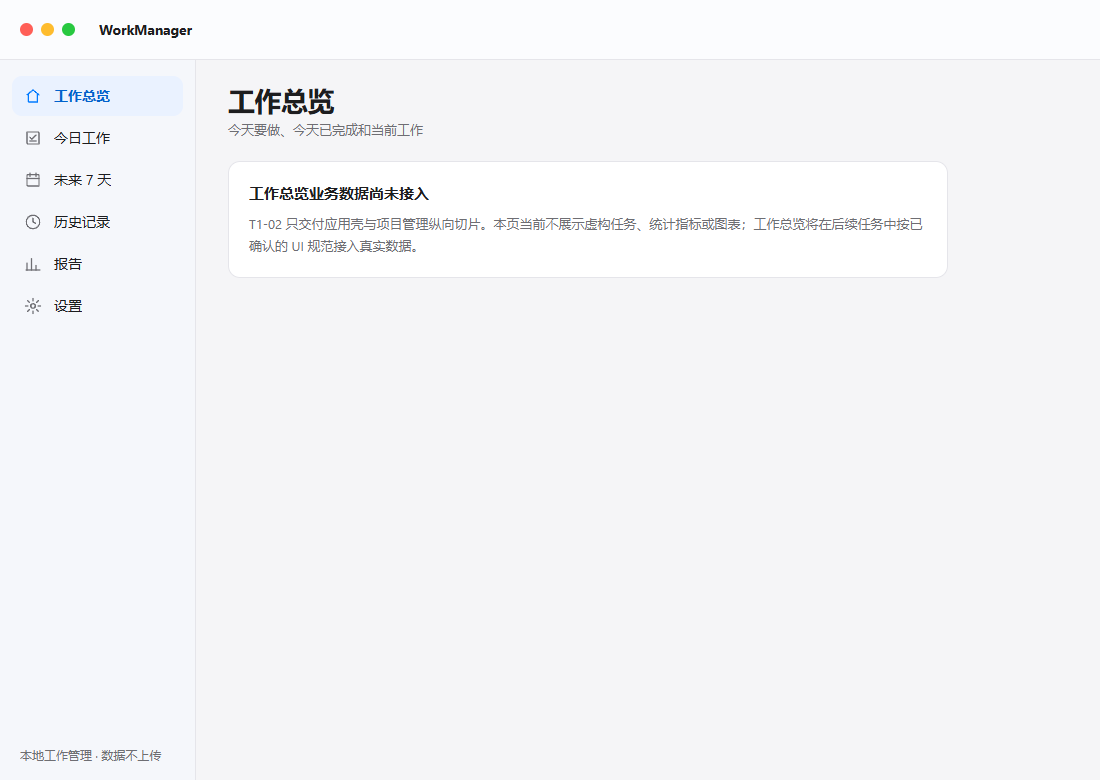 WorkManager
工作总览
今日工作
未来 7 天
历史记录
报告
设置
本地工作管理 · 数据不上传
工作总览
今天要做、今天已完成和当前工作
工作总览业务数据尚未接入
T1-02 只交付应用壳与项目管理纵向切片。本页当前不展示虚构任务、统计指标或图表；工作总览将在后续任务中按已
确认的 UI 规范接入真实数据。